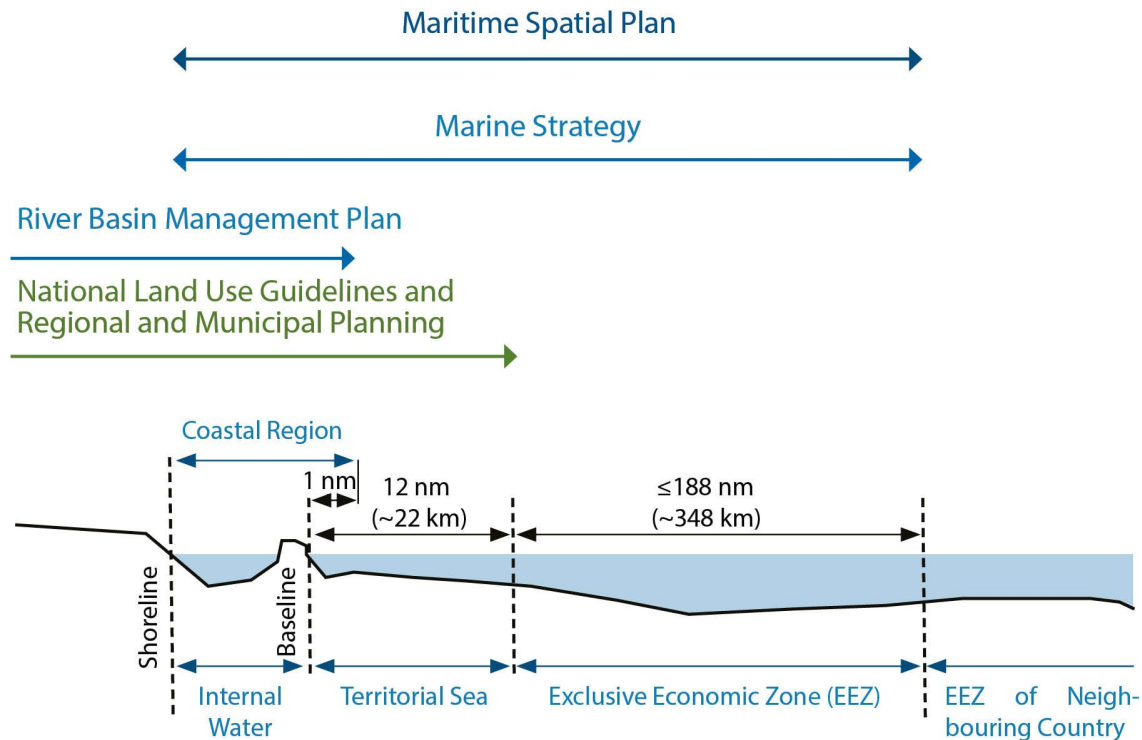 Maritime Spatial Plan
Marine Strategy
River Basin Management Plan
National Land Use Guidelines and
Regional and Municipal Planning
Coastal Region
1 nm
12 nm
(~22 km)
≤188 nm
(~348 km)
Shoreline
Baseline
Internal
Water
Territorial Sea
Exclusive Economic Zone (EEZ)
EEZ of Neigh-
bouring Country